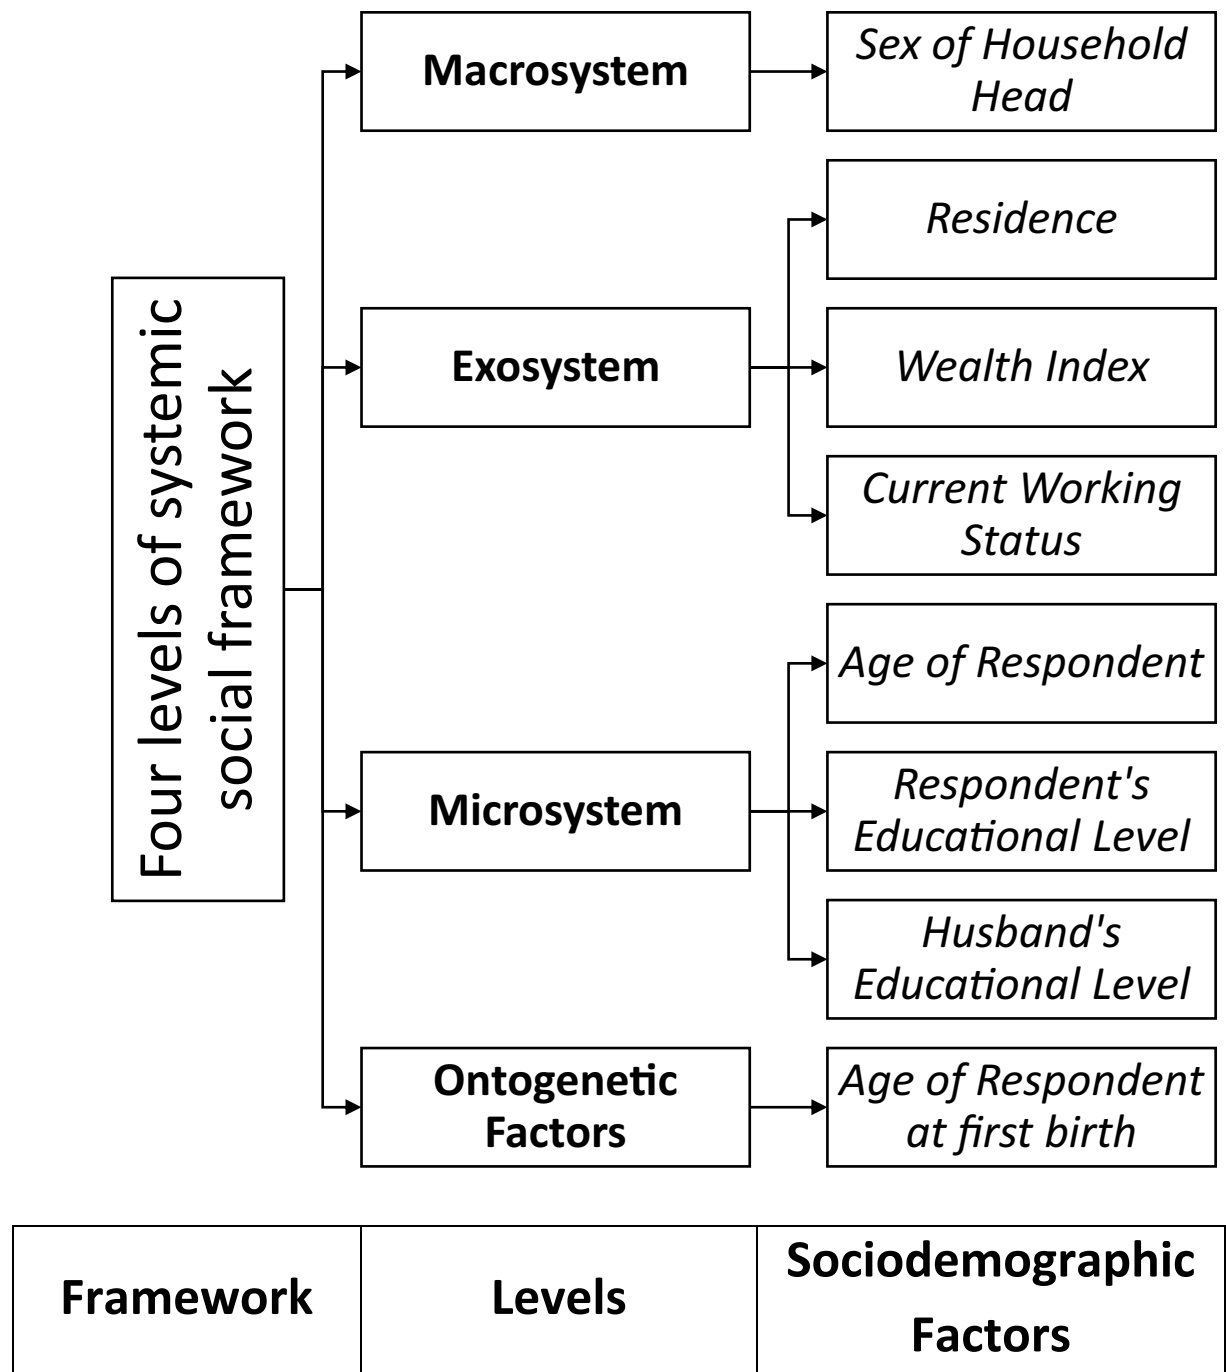 Four levels of systemic
social framework
Macrosystem
Sex of Household
Head
Exosystem
Residence
Wealth Index
Current Working
Status
Microsystem
Age of Respondent
Respondent's
Educational Level
Husband's
Educational Level
Ontogenetic
Factors
Age of Respondent
at first birth
Framework
Levels
Sociodemographic
Factors